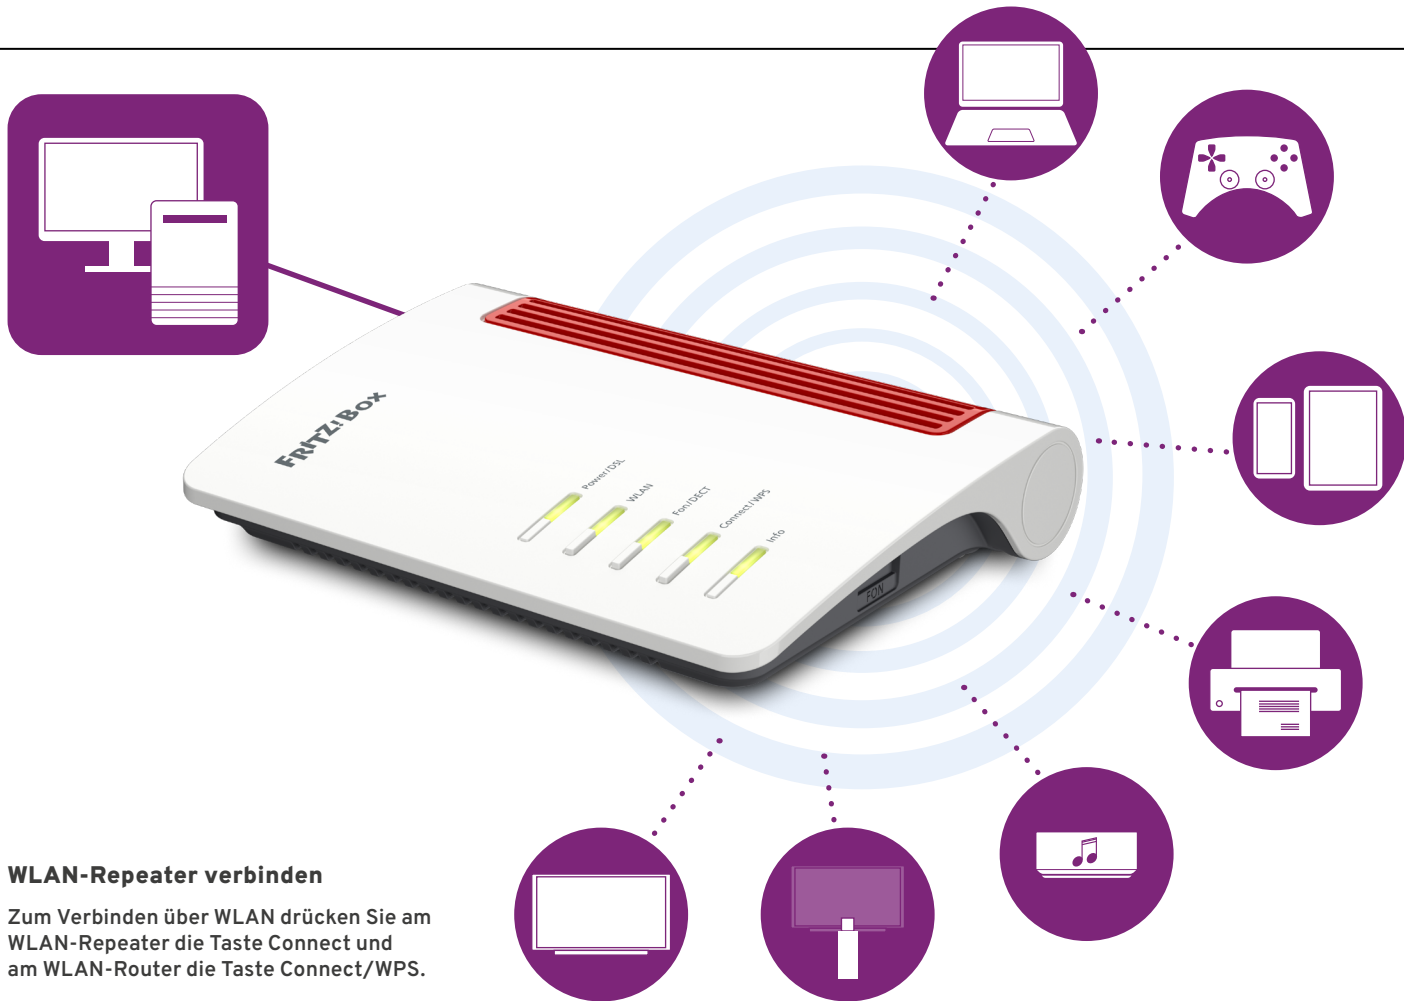 FRITZ!Box
Power/DSL
WLAN
Fon/DECT
Connect/WPS
Info
FON
WLAN-Repeater verbinden
Zum Verbinden über WLAN drücken Sie am
WLAN-Repeater die Taste Connect und
am WLAN-Router die Taste Connect/WPS.